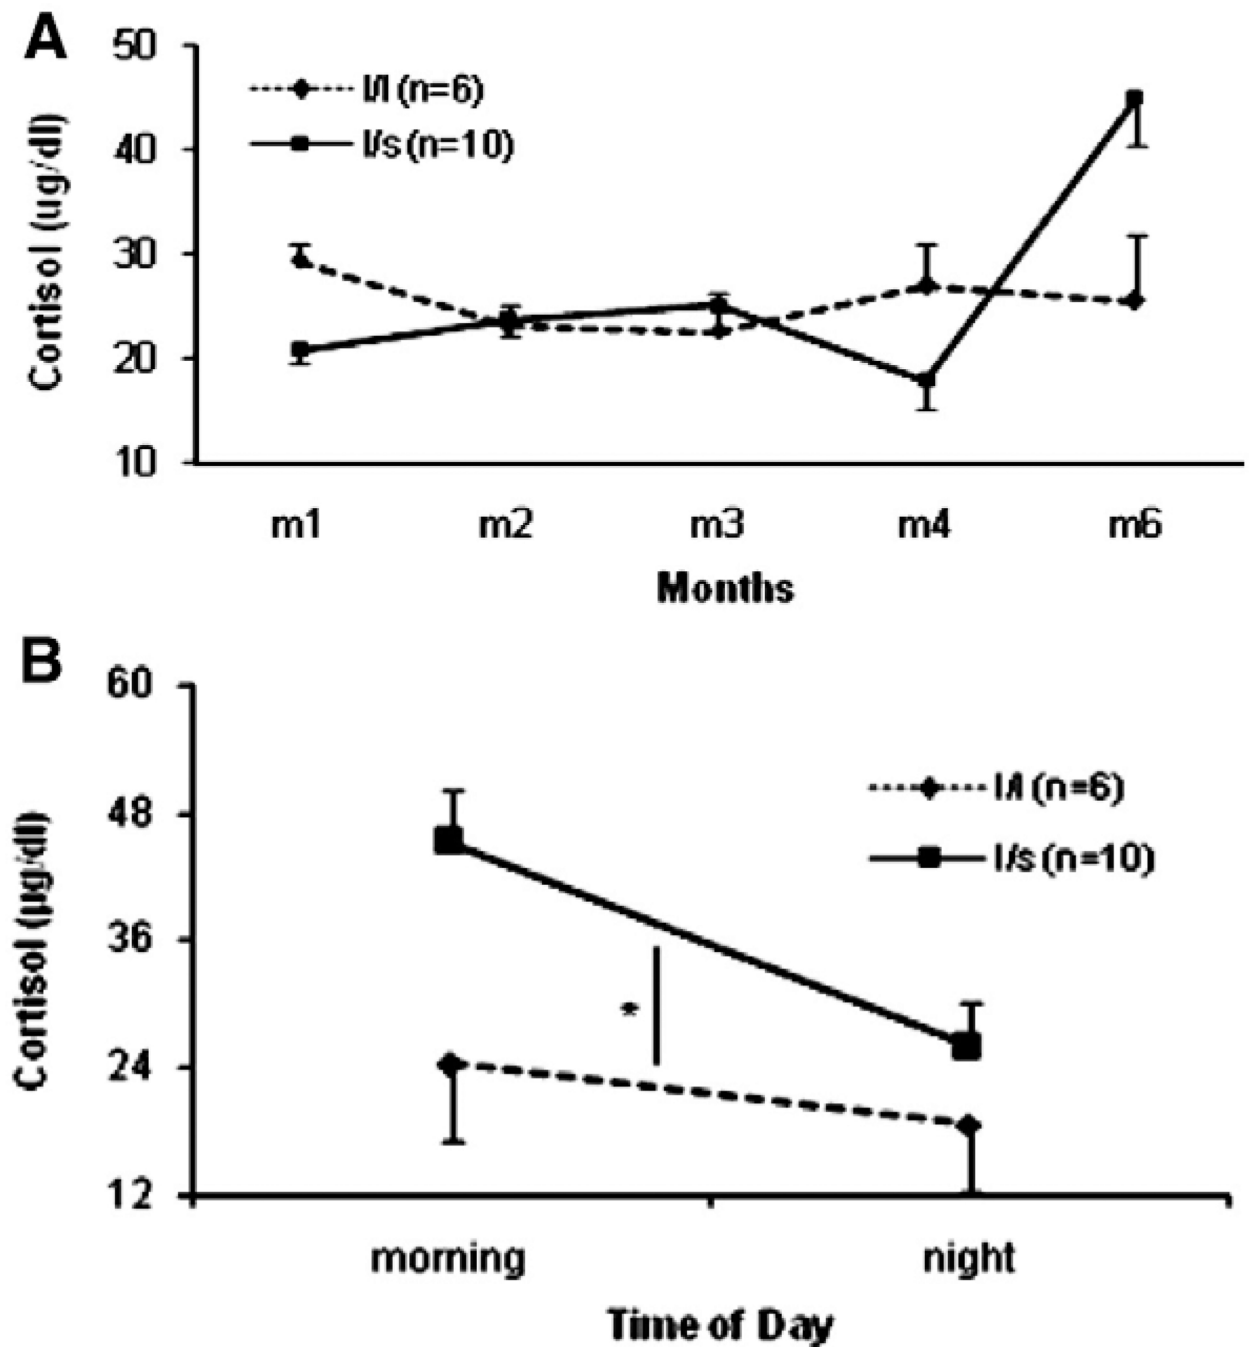 A
50
40
30
20
10
Cortisol (ug/dl)
l/l (n=6)
l/s (n=10)
m1 m2 m3 m4 m6
Months
B
60
48
36
24
12
Cortisol (µg/dl)
l/l (n=6)
l/s (n=10)
*
morning night
Time of Day